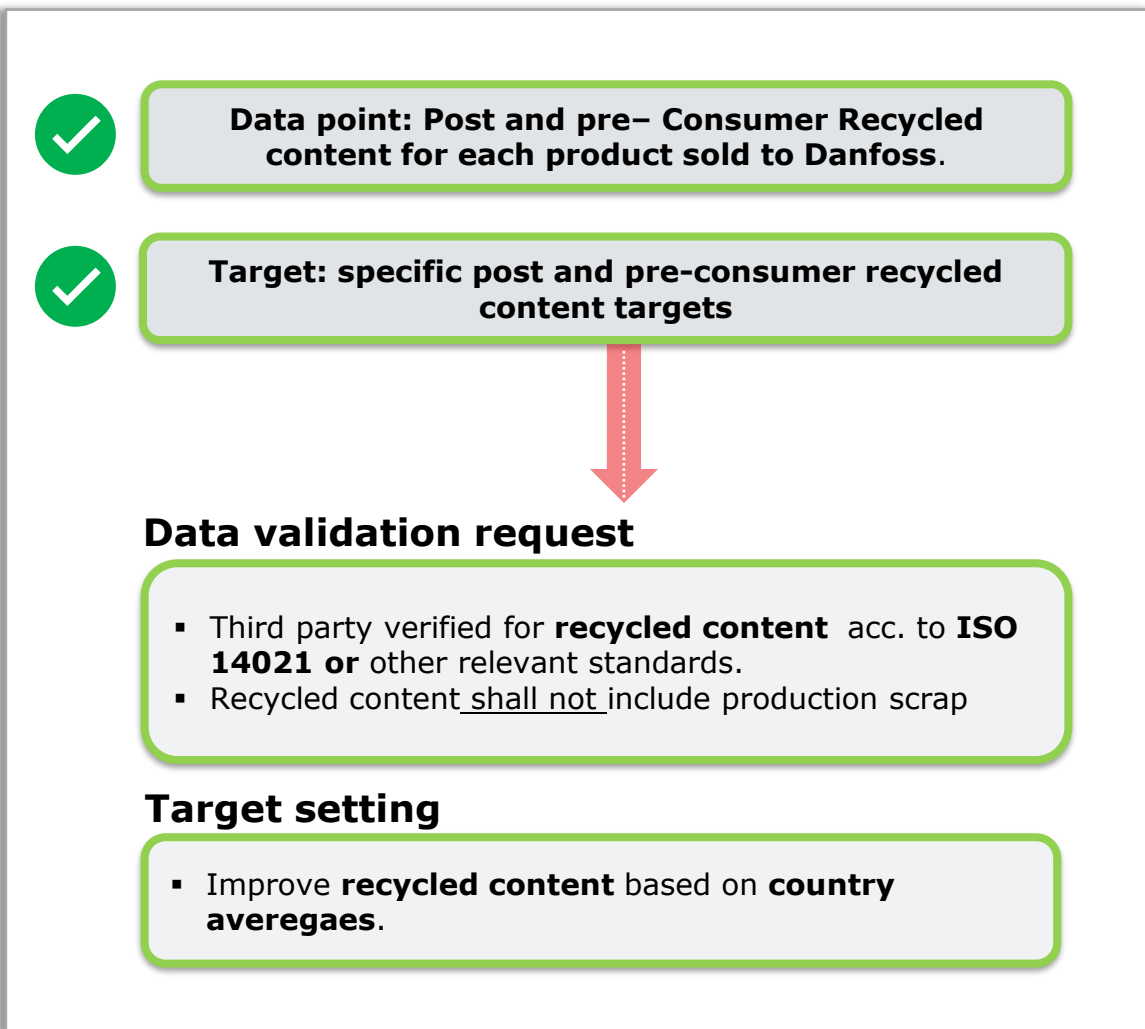 Data point: Post and pre– Consumer Recycled
content for each product sold to Danfoss.
Target: specific post and pre-consumer recycled
content targets
Data validation request
▪ Third party verified for recycled content acc. to ISO
14021 or other relevant standards.
▪ Recycled content shall not include production scrap
Target setting
▪ Improve recycled content based on country
averegaes.